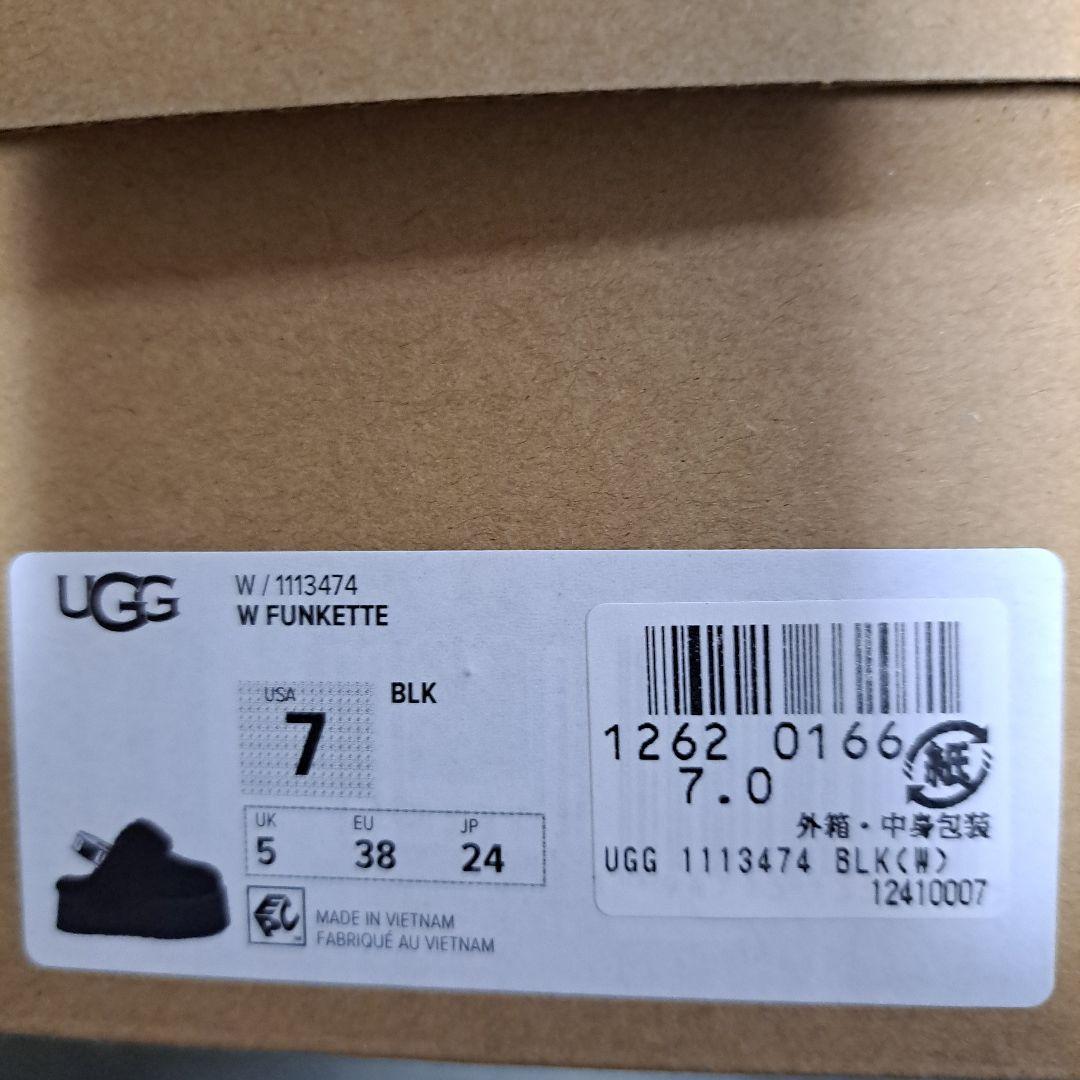 UGG
W / 1113474
W FUNKETTE
USA
7
BLK
UK
5
EU
38
JP
24
EPC
MADE IN VIETNAM
FABRIQUÉ AU VIETNAM
1262 0166
7.0
紙
外箱・中身包装
UGG 1113474 BLK(W)
12410007